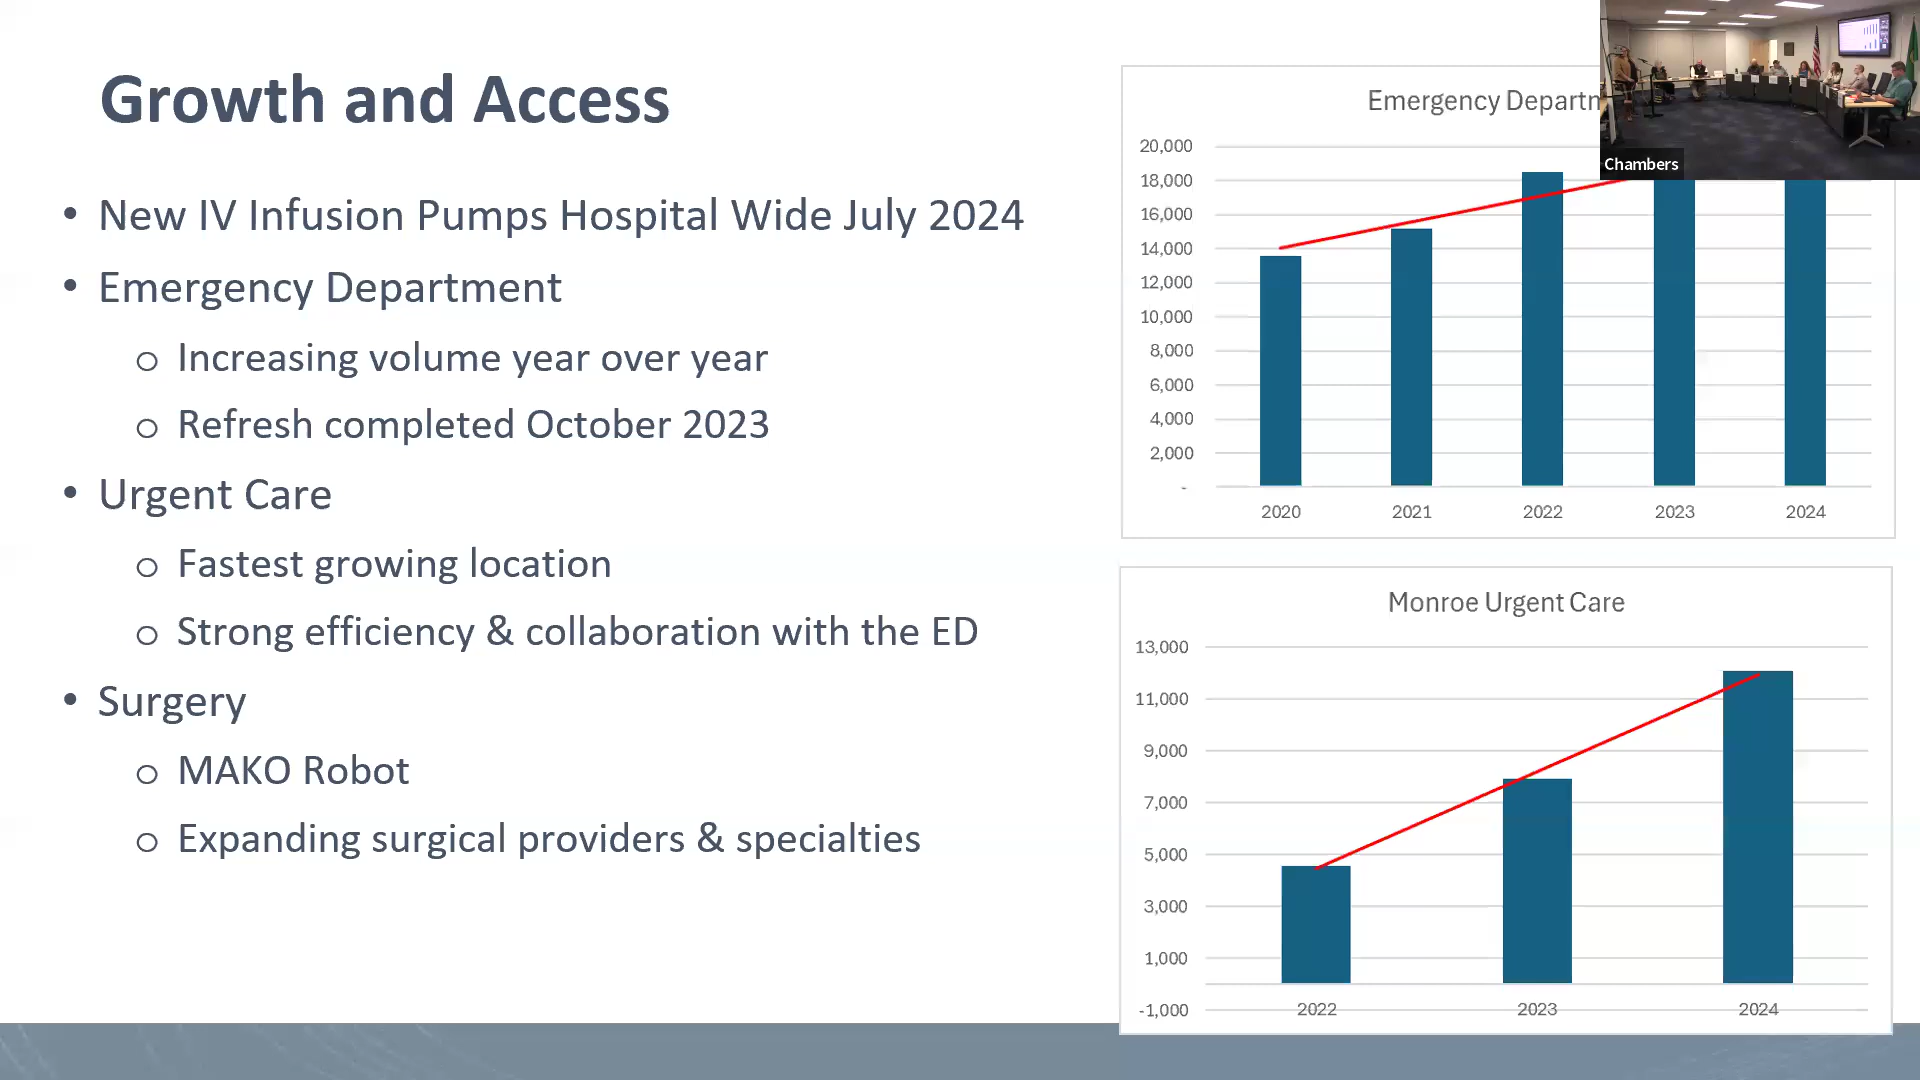 Growth and Access
• New IV Infusion Pumps Hospital Wide July 2024
• Emergency Department
o Increasing volume year over year
o Refresh completed October 2023
• Urgent Care
o Fastest growing location
o Strong efficiency & collaboration with the ED
• Surgery
o MAKO Robot
o Expanding surgical providers & specialties
Emergency Departn
20,000
18,000
16,000
14,000
12,000
10,000
8,000
6,000
4,000
2,000
-
2020 2021 2022 2023 2024
Monroe Urgent Care
13,000
11,000
9,000
7,000
5,000
3,000
1,000
-1,000
2022 2023 2024
Chambers